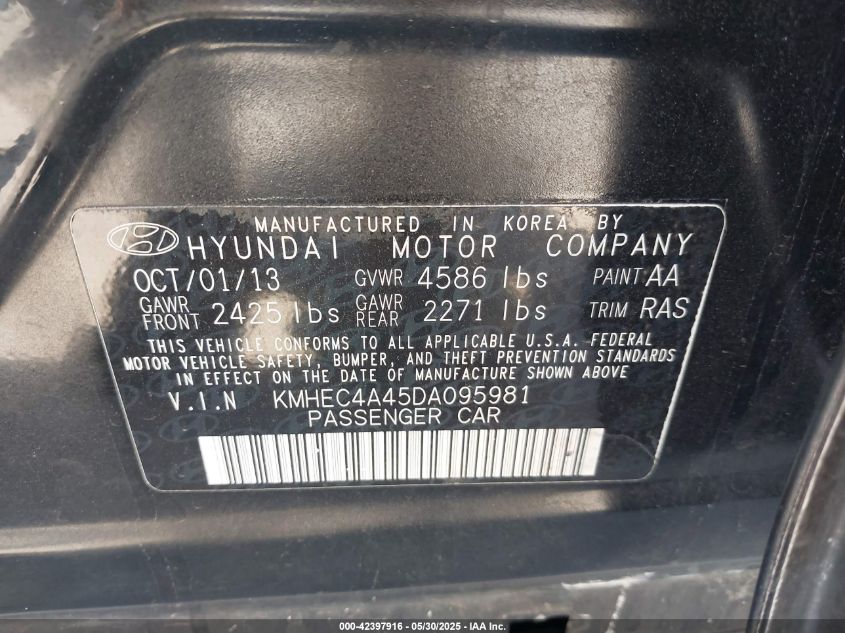 MANUFACTURED IN KOREA BY
HYUNDAI MOTOR COMPANY
OCT/01/13 GVWR 4586 lbs PAINT AA
GAWR FRONT 2425 lbs GAWR REAR 2271 lbs TRIM RAS
THIS VEHICLE CONFORMS TO ALL APPLICABLE U.S.A. FEDERAL
MOTOR VEHICLE SAFETY, BUMPER, AND THEFT PREVENTION STANDARDS
IN EFFECT ON THE DATE OF MANUFACTURE SHOWN ABOVE
V.I.N KMHEC4A45DA095981
PASSENGER CAR
000-42397916 - 05/30/2025 - IAA Inc.